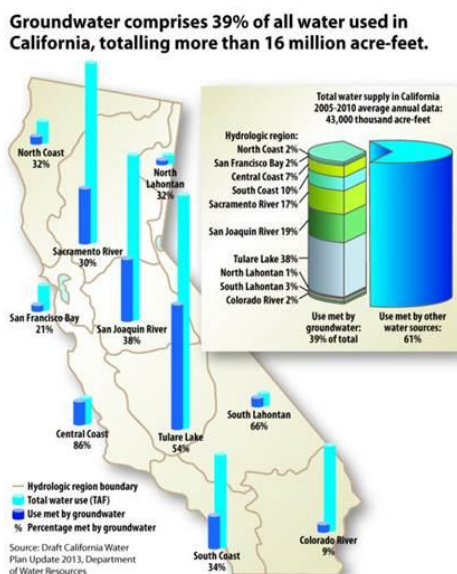 Groundwater comprises 39% of all water used in
California, totalling more than 16 million acre-feet.
Total water supply in California
2005-2010 average annual data:
43,000 thousand acre-feet
Hydrologic region:
North Coast 2%
San Francisco Bay 2%
Central Coast 7%
South Coast 10%
Sacramento River 17%
San Joaquin River 19%
Tulare Lake 38%
North Lahontan 1%
South Lahontan 3%
Colorado River 2%
Use met by
groundwater:
39% of total
Use met by other
water sources:
61%
North Coast
32%
North
Lahontan
32%
Sacramento River
30%
San Francisco Bay
21%
San Joaquin River
38%
Central Coast
86%
Tulare Lake
54%
South Lahontan
66%
South Coast
34%
Colorado River
9%
Hydrologic region boundary
Total water use (TAF)
Use met by groundwater
% Percentage met by groundwater
Source: Draft California Water
Plan Update 2013, Department
of Water Resources